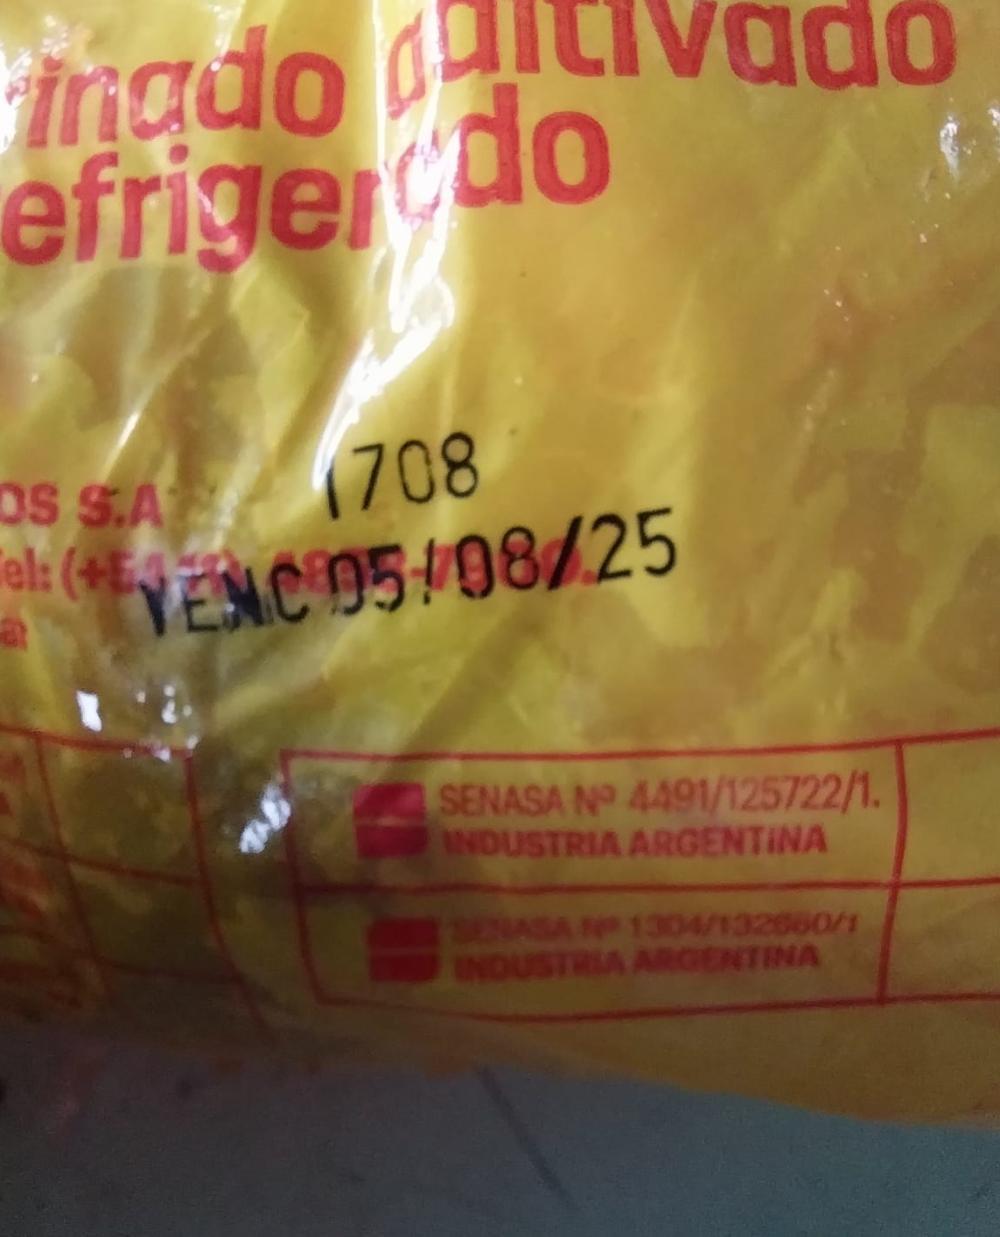 inado aditivado
efrigerado
1708
OS S.A
VENC 05/08/25
SENASA Nº 4491/125722/1.
INDUSTRIA ARGENTINA
SENASA Nº 1304/132660/1
INDUSTRIA ARGENTINA